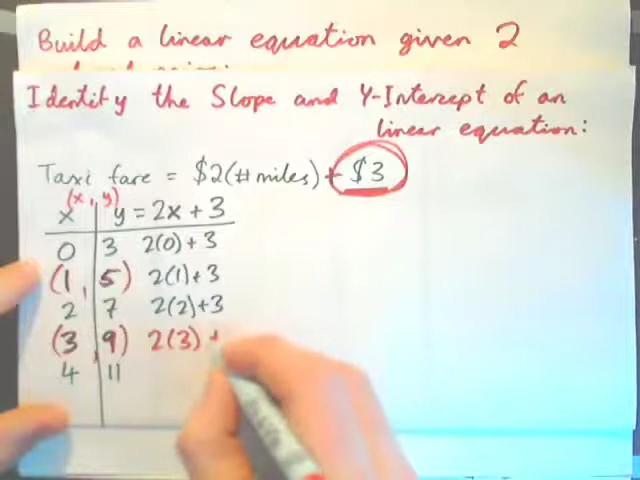 Build a linear equation given 2
Identify the Slope and Y-Intercept of an
linear equation:
Taxi fare = $2(# miles) + $3
(x, y)
x y = 2x + 3
0 3 2(0) + 3
(1, 5) 2(1) + 3
2 7 2(2) + 3
(3, 9) 2(3) +
4 11